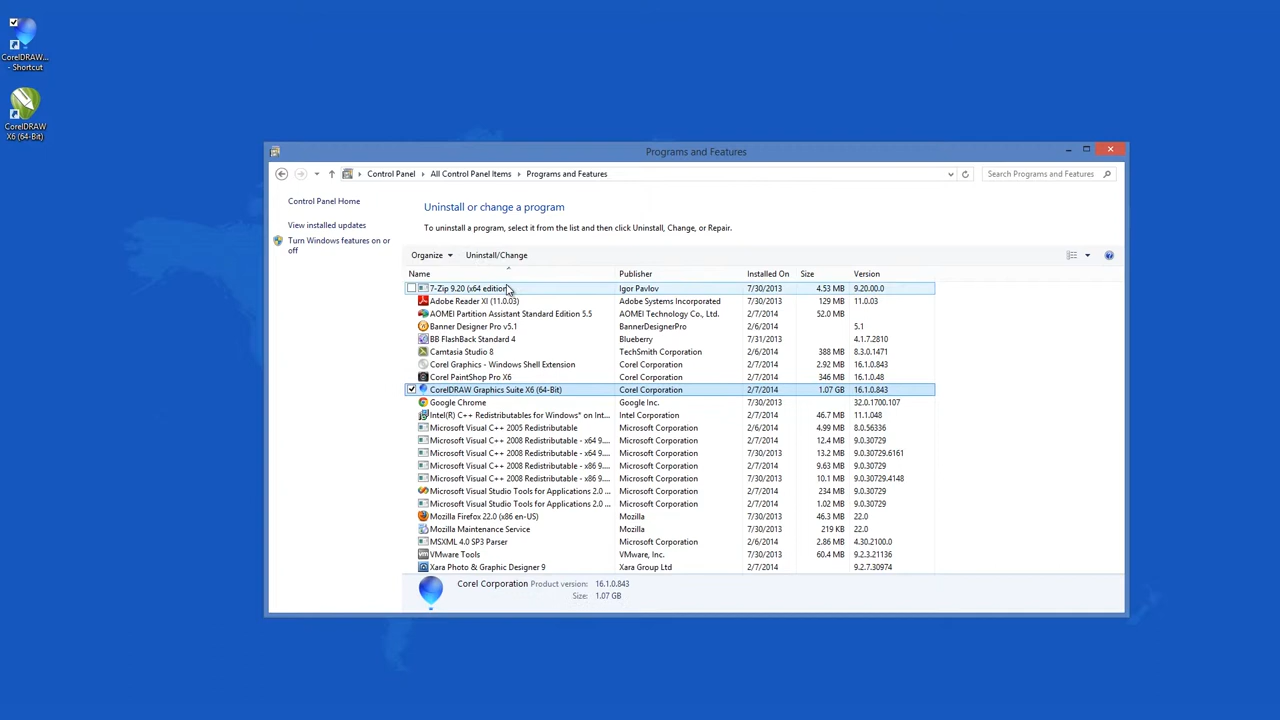 CorelDRAW...
- Shortcut
CorelDRAW
X6 (64-Bit)
Programs and Features
Control Panel All Control Panel Items Programs and Features
Search Programs and Features
Control Panel Home
View installed updates
Turn Windows features on or
off
Uninstall or change a program
To uninstall a program, select it from the list and then click Uninstall, Change, or Repair.
Organize Uninstall/Change
Name Publisher Installed On Size Version
7-Zip 9.20 (x64 edition) Igor Pavlov 7/30/2013 4.53 MB 9.20.00.0
Adobe Reader XI (11.0.03) Adobe Systems Incorporated 7/30/2013 129 MB 11.0.03
AOMEI Partition Assistant Standard Edition 5.5 AOMEI Technology Co., Ltd. 2/7/2014 52.0 MB
Banner Designer Pro v5.1 BannerDesignerPro 2/6/2014 5.1
BB FlashBack Standard 4 Blueberry 7/31/2013 4.1.7.2810
Camtasia Studio 8 TechSmith Corporation 2/6/2014 388 MB 8.3.0.1471
Corel Graphics - Windows Shell Extension Corel Corporation 2/7/2014 2.92 MB 16.1.0.843
Corel PaintShop Pro X6 Corel Corporation 2/7/2014 346 MB 16.1.0.48
CorelDRAW Graphics Suite X6 (64-Bit) Corel Corporation 2/7/2014 1.07 GB 16.1.0.843
Google Chrome Google Inc. 7/30/2013 32.0.1700.107
Intel(R) C++ Redistributables for Windows* on Int... Intel Corporation 2/7/2014 46.7 MB 11.1.048
Microsoft Visual C++ 2005 Redistributable Microsoft Corporation 2/6/2014 4.99 MB 8.0.56336
Microsoft Visual C++ 2008 Redistributable - x64 9.... Microsoft Corporation 2/7/2014 12.4 MB 9.0.30729
Microsoft Visual C++ 2008 Redistributable - x64 9.... Microsoft Corporation 7/30/2013 13.2 MB 9.0.30729.6161
Microsoft Visual C++ 2008 Redistributable - x86 9.... Microsoft Corporation 2/7/2014 9.63 MB 9.0.30729
Microsoft Visual C++ 2008 Redistributable - x86 9.... Microsoft Corporation 7/30/2013 10.1 MB 9.0.30729.4148
Microsoft Visual Studio Tools for Applications 2.0 ... Microsoft Corporation 2/7/2014 234 MB 9.0.30729
Microsoft Visual Studio Tools for Applications 2.0 ... Microsoft Corporation 2/7/2014 1.02 MB 9.0.30729
Mozilla Firefox 22.0 (x86 en-US) Mozilla 7/30/2013 46.3 MB 22.0
Mozilla Maintenance Service Mozilla 7/30/2013 219 KB 22.0
MSXML 4.0 SP3 Parser Microsoft Corporation 2/6/2014 2.86 MB 4.30.2100.0
VMware Tools VMware, Inc. 7/30/2013 60.4 MB 9.2.3.21136
Xara Photo & Graphic Designer 9 Xara Group Ltd 2/7/2014 9.2.7.30974
Corel Corporation Product version: 16.1.0.843
Size: 1.07 GB